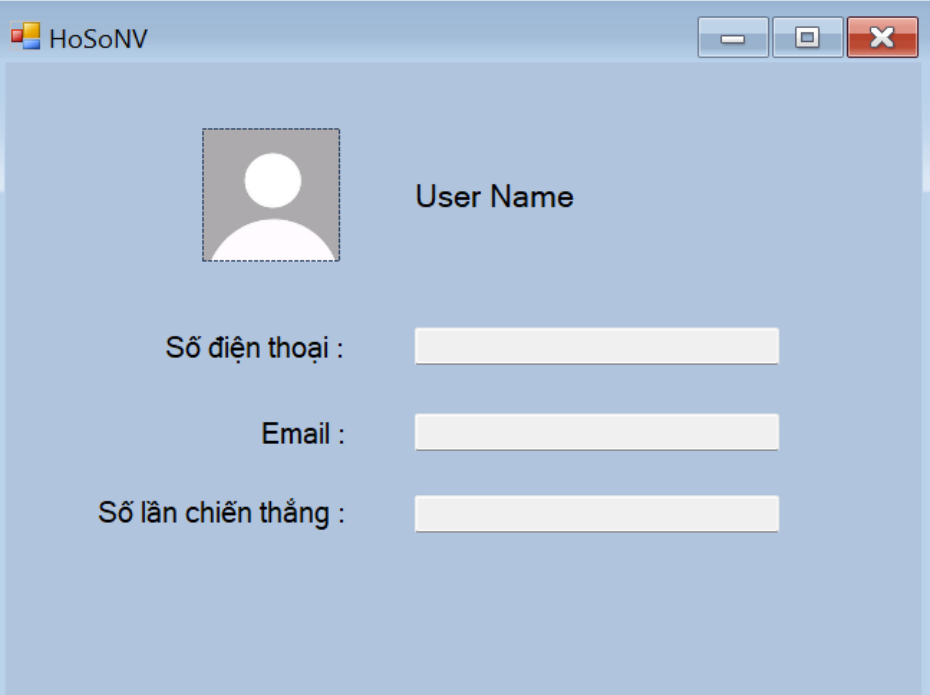 HoSoNV
User Name
Số điện thoại :
Email :
Số lần chiến thắng :